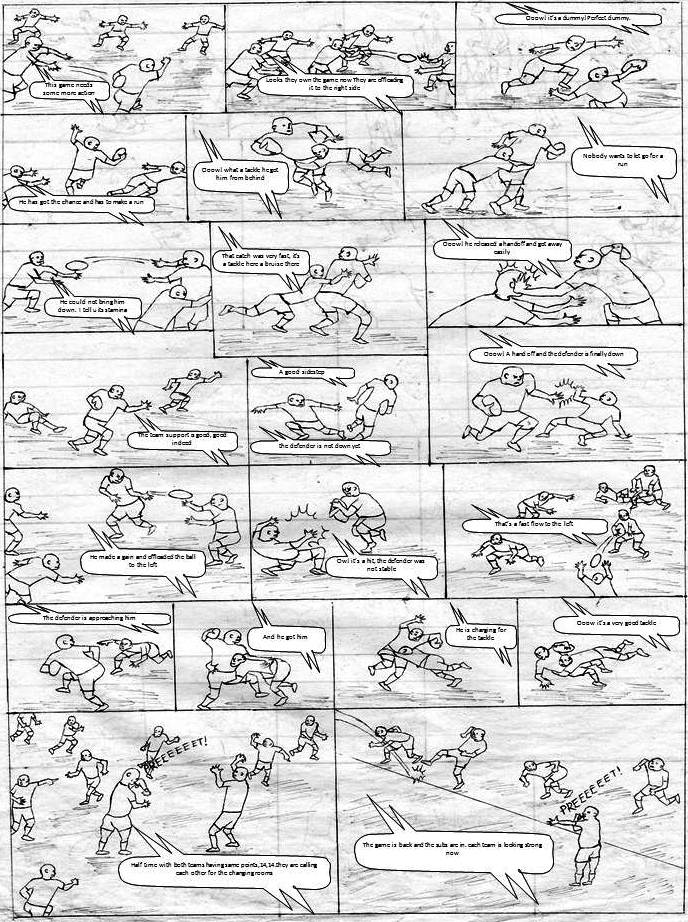 This game needs
some more action
Looks they own the game now They are offloading
it to the right side
Ooow! it's a dummy! Perfect dummy.
He has got the chance and has to make a run
Ooow! what a tackle he got
him from behind
Nobody wants to let go for a
run
He could not bring him
down. I tell u its stamina
That catch was very fast, it's
a tackle here a bruise there
Ooow! he released a handoff and got away
easily
The team support is good, good
indeed
A good sidestep
the defender is not down yet
Ooow! A hand off and the defender is finally down
He made a gain and offloaded the ball
to the left
Ow! it's a hit, the defender was
not stable
That's a fast flow to the left
The defender is approaching him
And he got him
He is charging for
the tackle
Ooow it's a very good tackle
PREEEEEET!
Half time with both teams having same points,14,14.they are calling
each other for the changing rooms
PREEEEEET!
The game is back and the subs are in. each team is looking strong
now